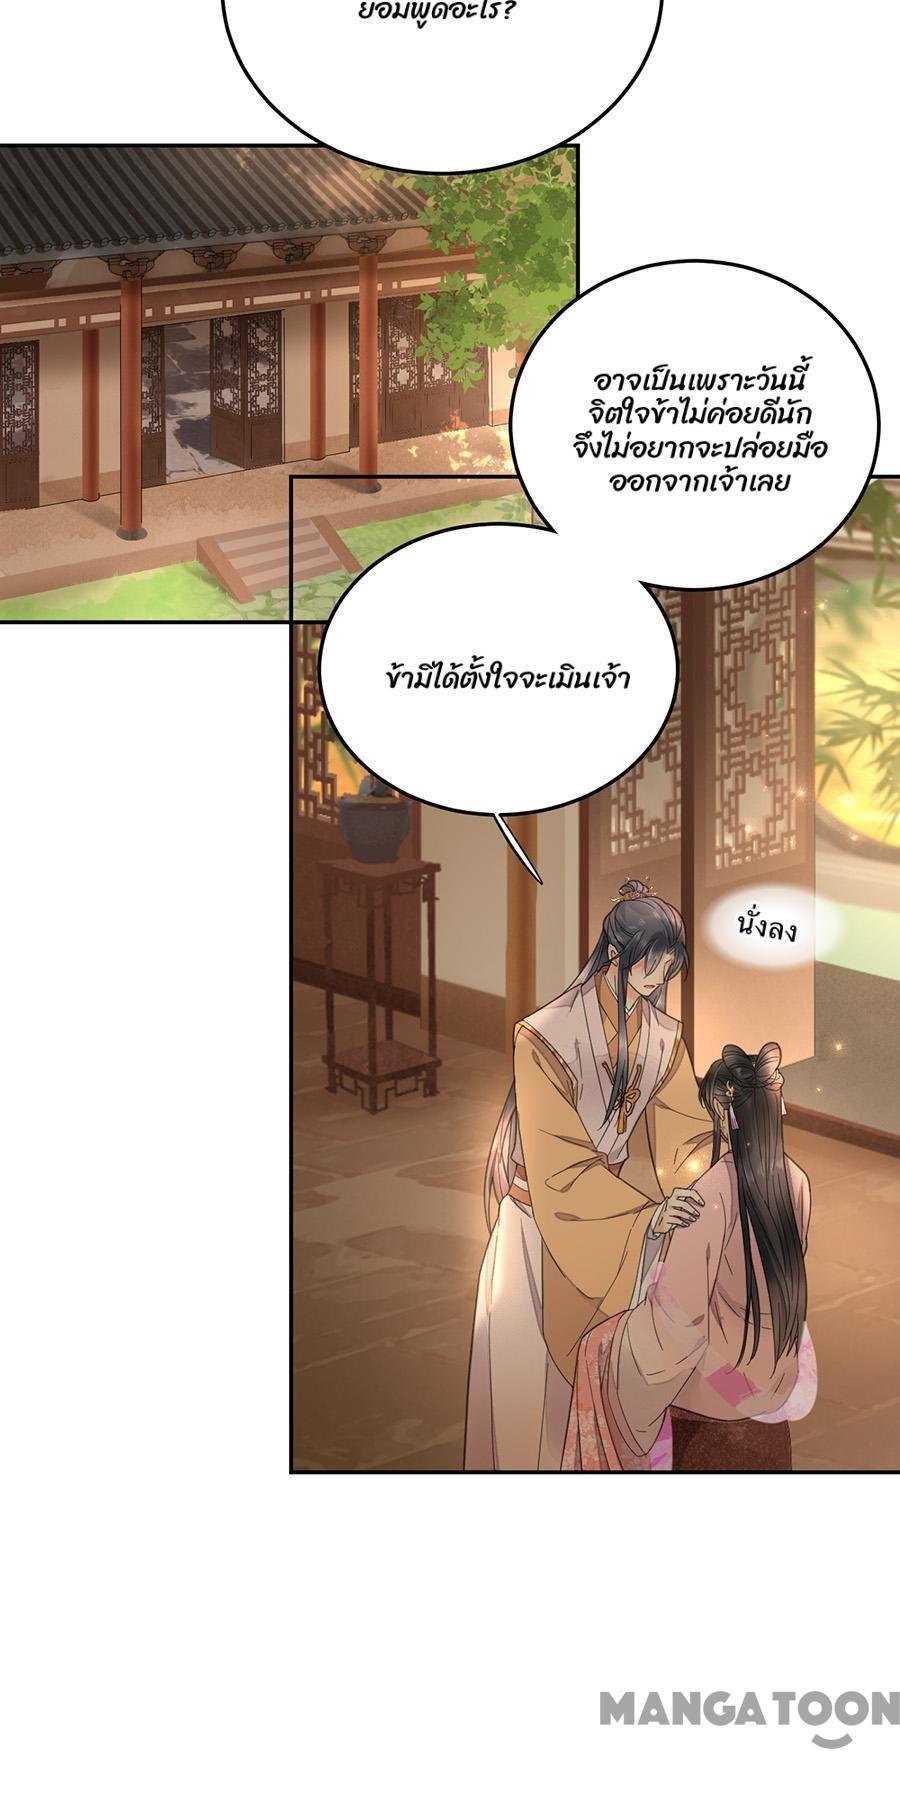 ยอมพูดอะไร?
อาจเป็นเพราะวันนี้
จิตใจข้าไม่ค่อยดีนัก
จึงไม่อยากจะปล่อยมือ
ออกจากเจ้าเลย
ข้ามิได้ตั้งใจจะเมินเจ้า
นั่งลง
MANGATOON